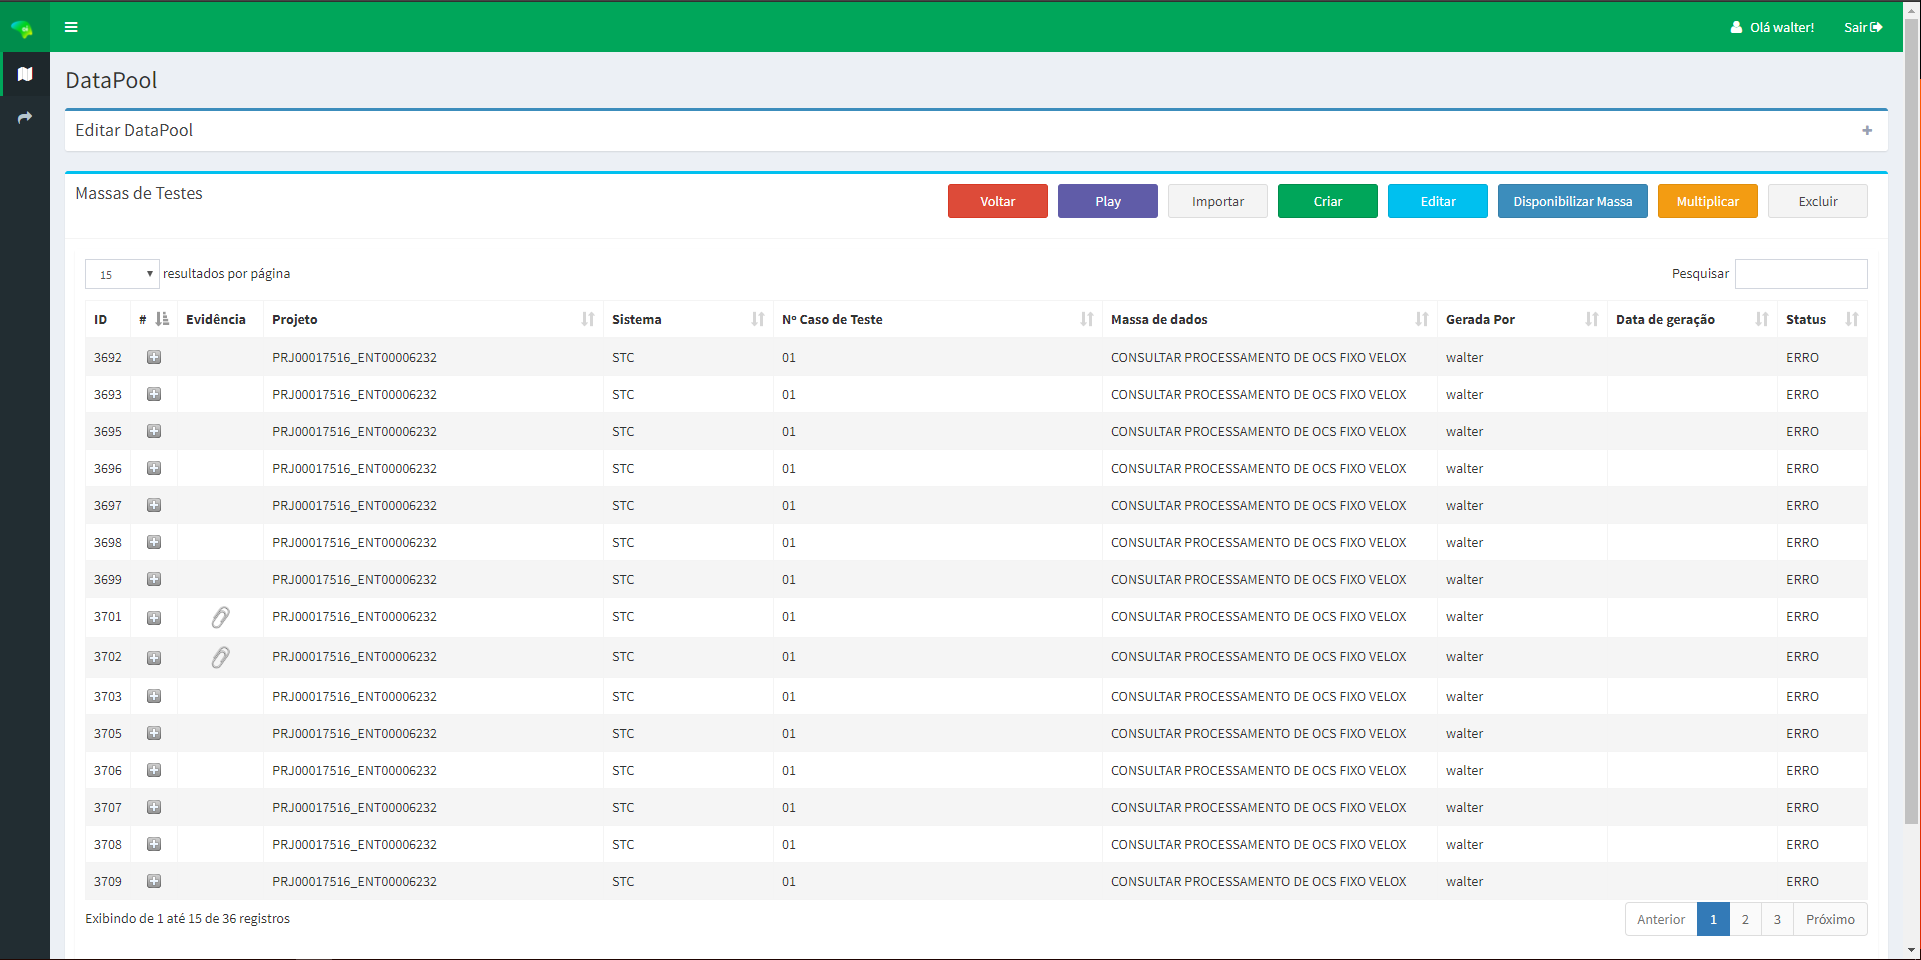 Olá walter! Sair
DataPool
Editar DataPool
Massas de Testes Voltar Play Importar Criar Editar Disponibilizar Massa Multiplicar Excluir
15 resultados por página Pesquisar
ID # Evidência Projeto Sistema Nº Caso de Teste Massa de dados Gerada Por Data de geração Status
3692 PRJ00017516_ENT00006232 STC 01 CONSULTAR PROCESSAMENTO DE OCS FIXO VELOX walter ERRO
3693 PRJ00017516_ENT00006232 STC 01 CONSULTAR PROCESSAMENTO DE OCS FIXO VELOX walter ERRO
3695 PRJ00017516_ENT00006232 STC 01 CONSULTAR PROCESSAMENTO DE OCS FIXO VELOX walter ERRO
3696 PRJ00017516_ENT00006232 STC 01 CONSULTAR PROCESSAMENTO DE OCS FIXO VELOX walter ERRO
3697 PRJ00017516_ENT00006232 STC 01 CONSULTAR PROCESSAMENTO DE OCS FIXO VELOX walter ERRO
3698 PRJ00017516_ENT00006232 STC 01 CONSULTAR PROCESSAMENTO DE OCS FIXO VELOX walter ERRO
3699 PRJ00017516_ENT00006232 STC 01 CONSULTAR PROCESSAMENTO DE OCS FIXO VELOX walter ERRO
3701 PRJ00017516_ENT00006232 STC 01 CONSULTAR PROCESSAMENTO DE OCS FIXO VELOX walter ERRO
3702 PRJ00017516_ENT00006232 STC 01 CONSULTAR PROCESSAMENTO DE OCS FIXO VELOX walter ERRO
3703 PRJ00017516_ENT00006232 STC 01 CONSULTAR PROCESSAMENTO DE OCS FIXO VELOX walter ERRO
3705 PRJ00017516_ENT00006232 STC 01 CONSULTAR PROCESSAMENTO DE OCS FIXO VELOX walter ERRO
3706 PRJ00017516_ENT00006232 STC 01 CONSULTAR PROCESSAMENTO DE OCS FIXO VELOX walter ERRO
3707 PRJ00017516_ENT00006232 STC 01 CONSULTAR PROCESSAMENTO DE OCS FIXO VELOX walter ERRO
3708 PRJ00017516_ENT00006232 STC 01 CONSULTAR PROCESSAMENTO DE OCS FIXO VELOX walter ERRO
3709 PRJ00017516_ENT00006232 STC 01 CONSULTAR PROCESSAMENTO DE OCS FIXO VELOX walter ERRO
Exibindo de 1 até 15 de 36 registros Anterior 1 2 3 Próximo